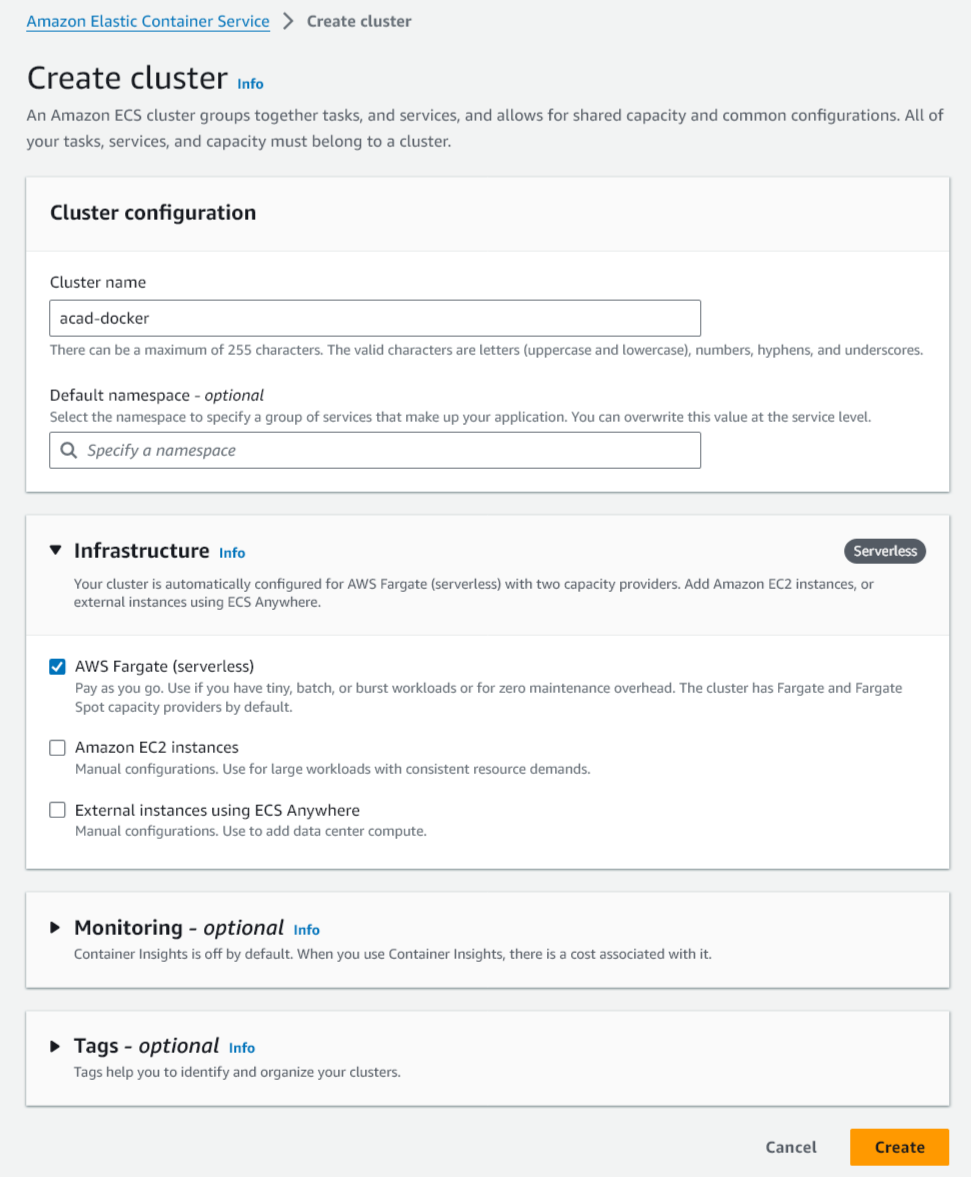 Amazon Elastic Container Service > Create cluster
Create cluster Info
An Amazon ECS cluster groups together tasks, and services, and allows for shared capacity and common configurations. All of
your tasks, services, and capacity must belong to a cluster.
Cluster configuration
Cluster name
acad-docker
There can be a maximum of 255 characters. The valid characters are letters (uppercase and lowercase), numbers, hyphens, and underscores.
Default namespace - optional
Select the namespace to specify a group of services that make up your application. You can overwrite this value at the service level.
Specify a namespace
Infrastructure Info Serverless
Your cluster is automatically configured for AWS Fargate (serverless) with two capacity providers. Add Amazon EC2 instances, or
external instances using ECS Anywhere.
AWS Fargate (serverless)
Pay as you go. Use if you have tiny, batch, or burst workloads or for zero maintenance overhead. The cluster has Fargate and Fargate
Spot capacity providers by default.
Amazon EC2 instances
Manual configurations. Use for large workloads with consistent resource demands.
External instances using ECS Anywhere
Manual configurations. Use to add data center compute.
Monitoring - optional Info
Container Insights is off by default. When you use Container Insights, there is a cost associated with it.
Tags - optional Info
Tags help you to identify and organize your clusters.
Cancel Create